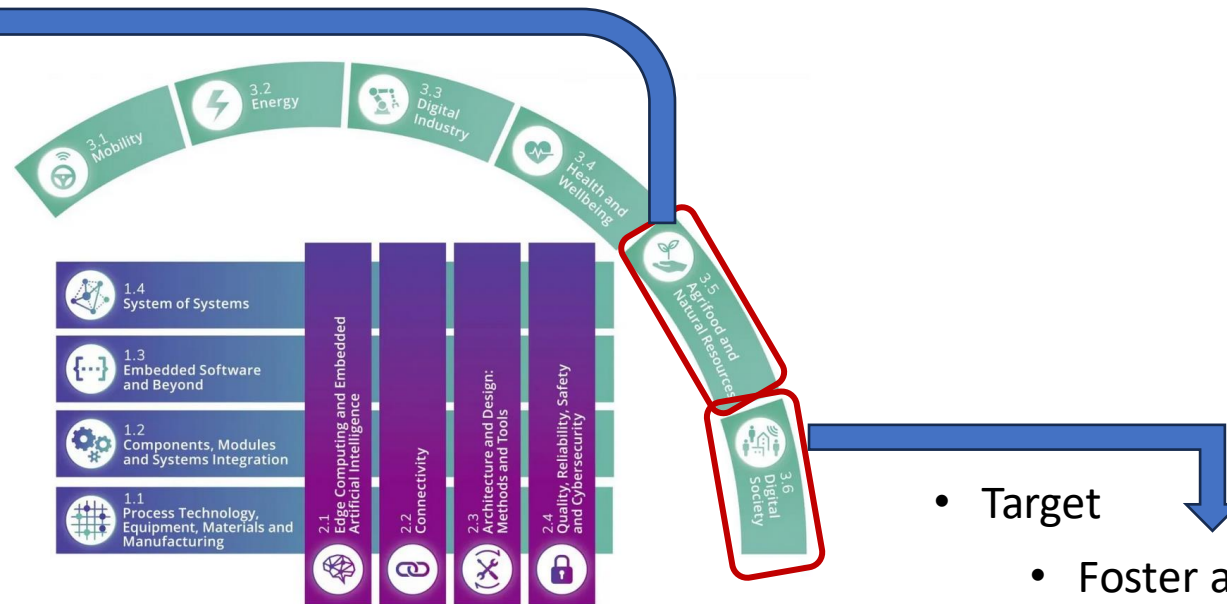 3.1
Mobility
3.2
Energy
3.3
Digital
Industry
3.4
Health and
Wellbeing
3.5
Agrifood and
Natural Resources
3.6
Digital
Society
1.4
System of Systems
1.3
Embedded Software
and Beyond
1.2
Components, Modules
and Systems Integration
1.1
Process Technology,
Equipment, Materials and
Manufacturing
2.1
Edge Computing and Embedded
Artificial Intelligence
2.2
Connectivity
2.3
Architecture and Design:
Methods and Tools
2.4
Quality, Reliability, Safety
and Cybersecurity
• Target
• Foster a